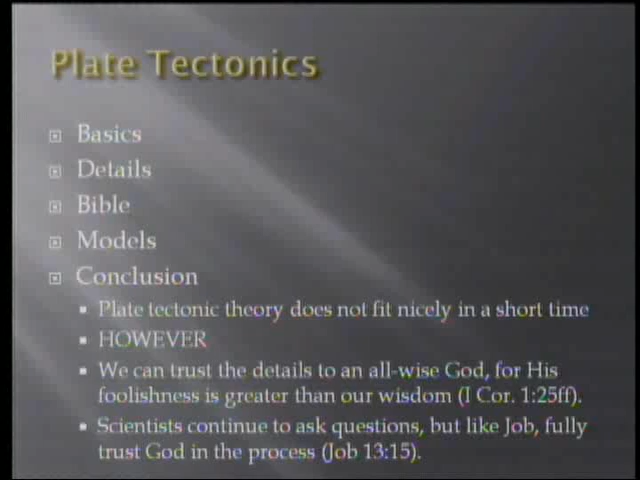 Plate Tectonics
Basics
Details
Bible
Models
Conclusion
Plate tectonic theory does not fit nicely in a short time
HOWEVER
We can trust the details to an all-wise God, for His
foolishness is greater than our wisdom (I Cor. 1:25ff).
Scientists continue to ask questions, but like Job, fully
trust God in the process (Job 13:15).